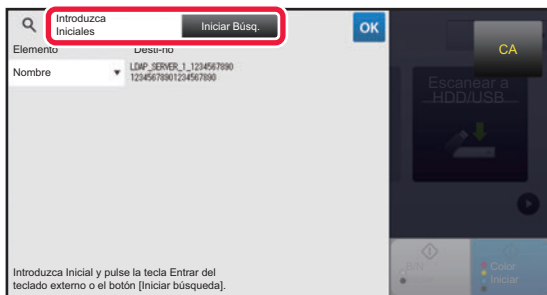 Introduzca
Iniciales
Iniciar Búsq.
OK
CA
Elemento
Desti-no
Nombre
LDAP_SERVER_1_1234567890
12345678901234567890
Escanear a
HDD/USB
B/N
Color
Iniciar
Introduzca Inicial y pulse la tecla Entrar del
teclado externo o el botón [Iniciar búsqueda].